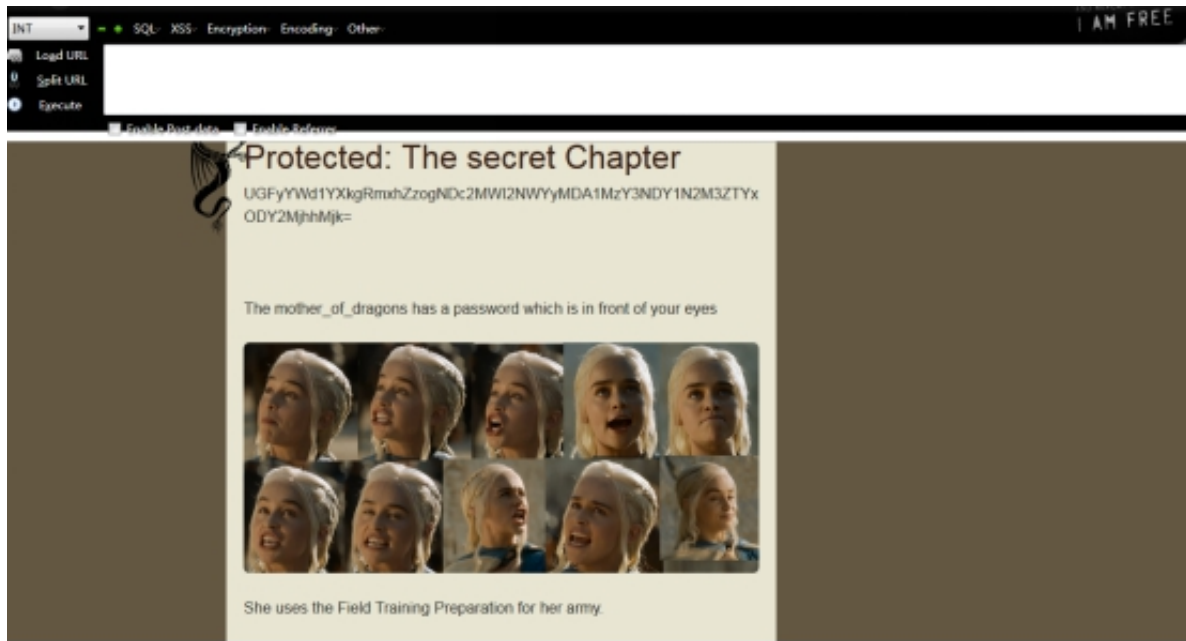 I AM FREE
INT SQL- XSS- Encryption- Encoding- Other-
Load URL
Split URL
Execute
Enable Post data Enable Referrer
Protected: The secret Chapter
UGFyYWd1YXkgRmxhZzogNDc2MWI2NWYyMDA1MzY3NDY1N2M3ZTYx
ODY2MjhhMjk=
The mother_of_dragons has a password which is in front of your eyes
She uses the Field Training Preparation for her army.